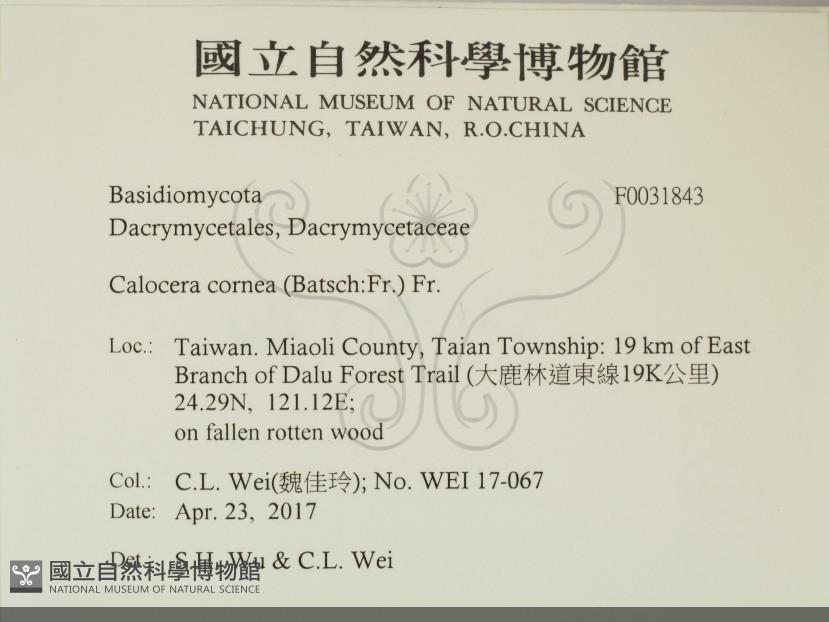 國立自然科學博物館
NATIONAL MUSEUM OF NATURAL SCIENCE
TAICHUNG, TAIWAN, R.O.CHINA
Basidiomycota F0031843
Dacrymycetales, Dacrymycetaceae
Calocera cornea (Batsch:Fr.) Fr.
Loc.: Taiwan. Miaoli County, Taian Township: 19 km of East
Branch of Dalu Forest Trail (大鹿林道東線19K公里)
24.29N, 121.12E;
on fallen rotten wood
Col.: C.L. Wei(魏佳玲); No. WEI 17-067
Date: Apr. 23, 2017
Det.: S.H. Wu & C.L. Wei
國立自然科學博物館
NATIONAL MUSEUM OF NATURAL SCIENCE